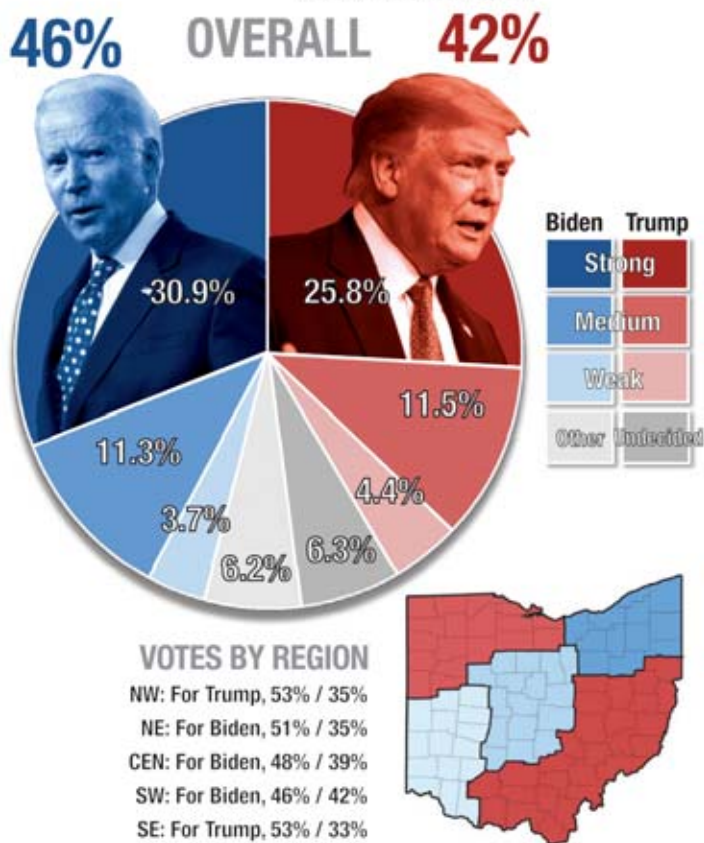 46% OVERALL 42%
30.9% 25.8%
11.5%
11.3%
4.4%
3.7%
6.2% 6.3%
Biden Trump
Strong
Medium
Weak
Other Undecided
VOTES BY REGION
NW: For Trump, 53% / 35%
NE: For Biden, 51% / 35%
CEN: For Biden, 48% / 39%
SW: For Biden, 46% / 42%
SE: For Trump, 53% / 33%